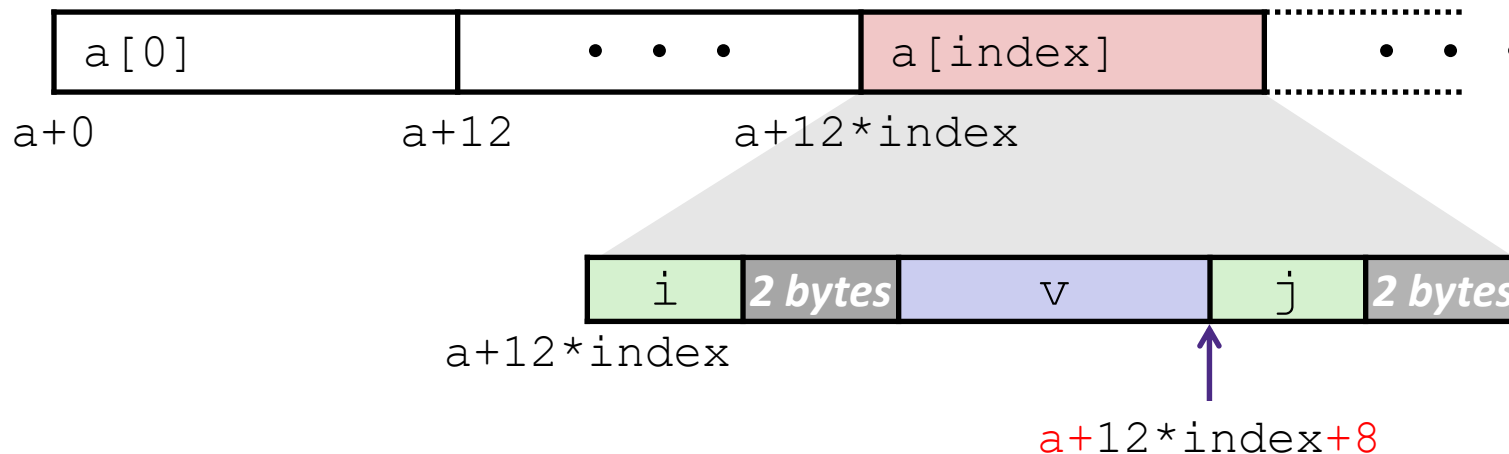 a[0] • • • a[index] • • •
a+0 a+12 a+12*index
i 2 bytes v j 2 bytes
a+12*index
a+12*index+8